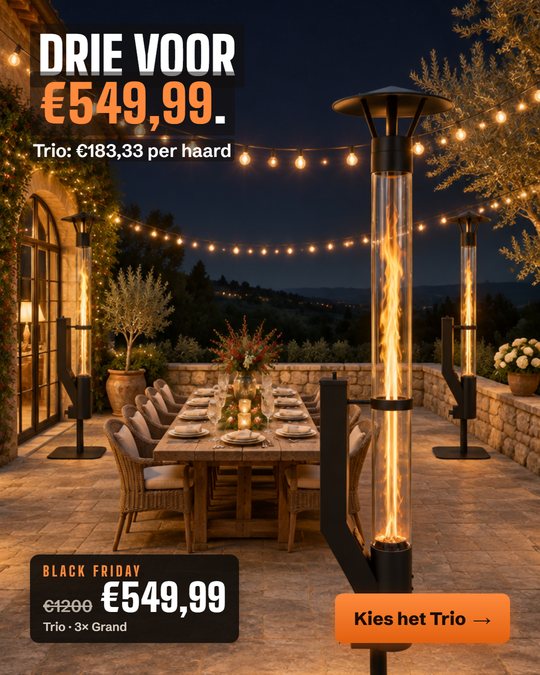 DRIE VOOR
€549,99.
Trio: €183,33 per haard
BLACK FRIDAY
€1200 €549,99
Trio · 3× Grand
Kies het Trio →